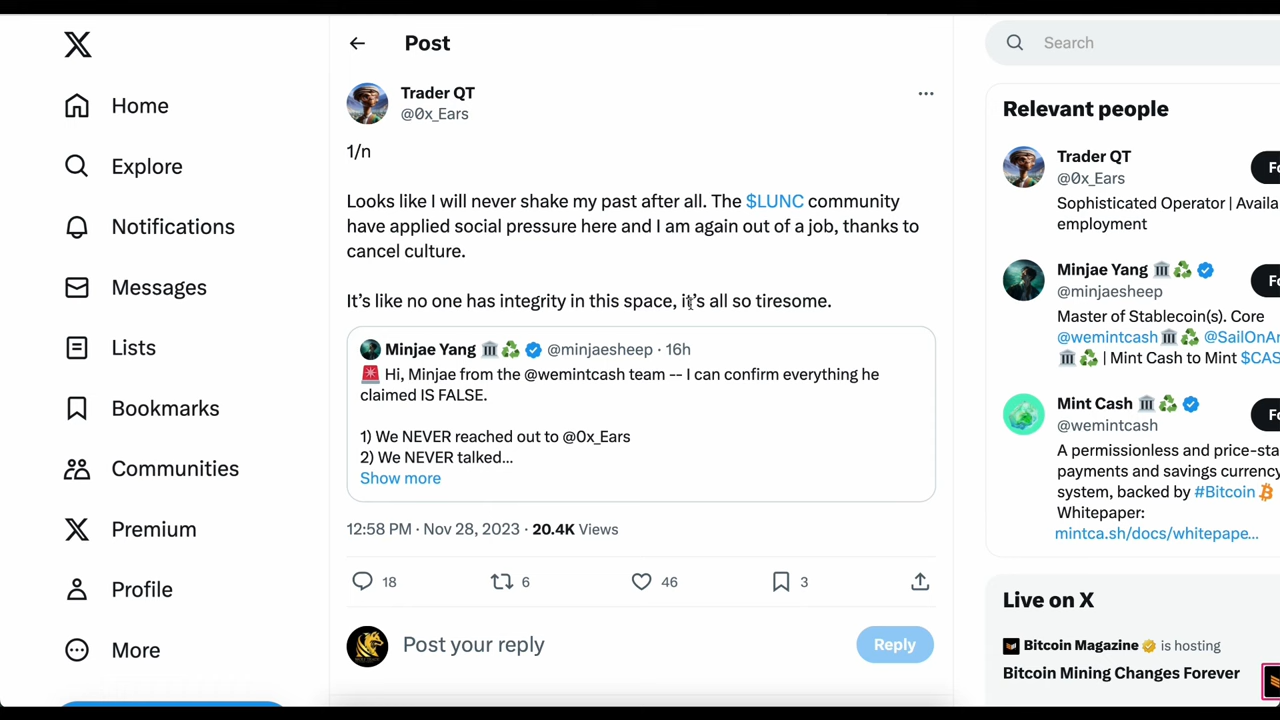 Home
Explore
Notifications
Messages
Lists
Bookmarks
Communities
Premium
Profile
More
Post
Trader QT
@0x_Ears
1/n
Looks like I will never shake my past after all. The $LUNC community
have applied social pressure here and I am again out of a job, thanks to
cancel culture.
It's like no one has integrity in this space, it's all so tiresome.
Minjae Yang 🏛️♻️ @minjaesheep · 16h
🚨 Hi, Minjae from the @wemintcash team -- I can confirm everything he
claimed IS FALSE.
1) We NEVER reached out to @0x_Ears
2) We NEVER talked...
Show more
12:58 PM · Nov 28, 2023 · 20.4K Views
18 6 46 3
Post your reply
Reply
Search
Relevant people
Trader QT
@0x_Ears
Sophisticated Operator |
employment
Minjae Yang 🏛️♻️
@minjaesheep
Master of Stablecoin(s). Core
@wemintcash🏛️♻️
🏛️♻️ | Mint Cash to Mint
Mint Cash 🏛️♻️
@wemintcash
A permissionless and
payments and savings currency
system, backed by #Bitcoin
Whitepaper:
mintca.sh/docs/whitepape...
Live on X
Bitcoin Magazine is hosting
Bitcoin Mining Changes Forever